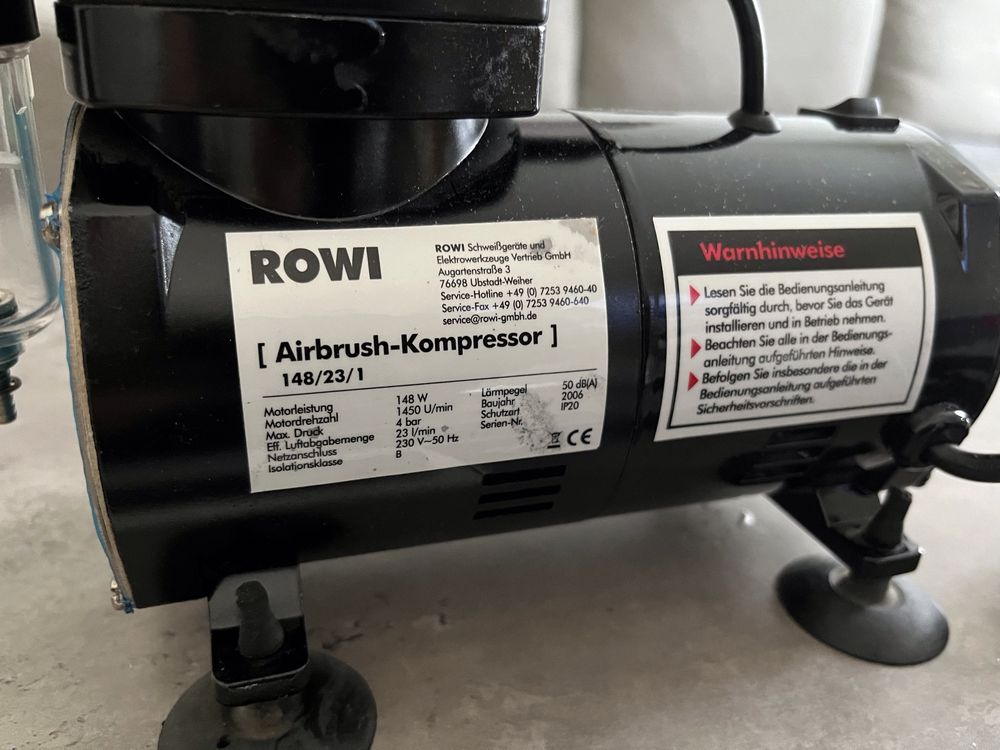 ROWI
ROWI Schweißgeräte und
Elektrowerkzeuge Vertrieb GmbH
Augartenstraße 3
76698 Ubstadt-Weiher
Service-Hotline +49 (0) 7253 9460-40
Service-Fax +49 (0) 7253 9460-640
service@rowi-gmbh.de
[ Airbrush-Kompressor ]
148/23/1
Motorleistung 148 W
Motordrehzahl 1450 U/min
Max. Druck 4 bar
Eff. Luftabgabemenge 23 l/min
Netzanschluss 230 V~50 Hz
Isolationsklasse B
Lärmpegel 50 dB(A)
Baujahr 2006
Schutzart IP20
Serien-Nr.
CE
Warnhinweise
Lesen Sie die Bedienungsanleitung
sorgfältig durch, bevor Sie das Gerät
installieren und in Betrieb nehmen.
Beachten Sie alle in der Bedienungs-
anleitung aufgeführten Hinweise.
Befolgen Sie insbesondere die in der
Bedienungsanleitung aufgeführten
Sicherheitsvorschriften.